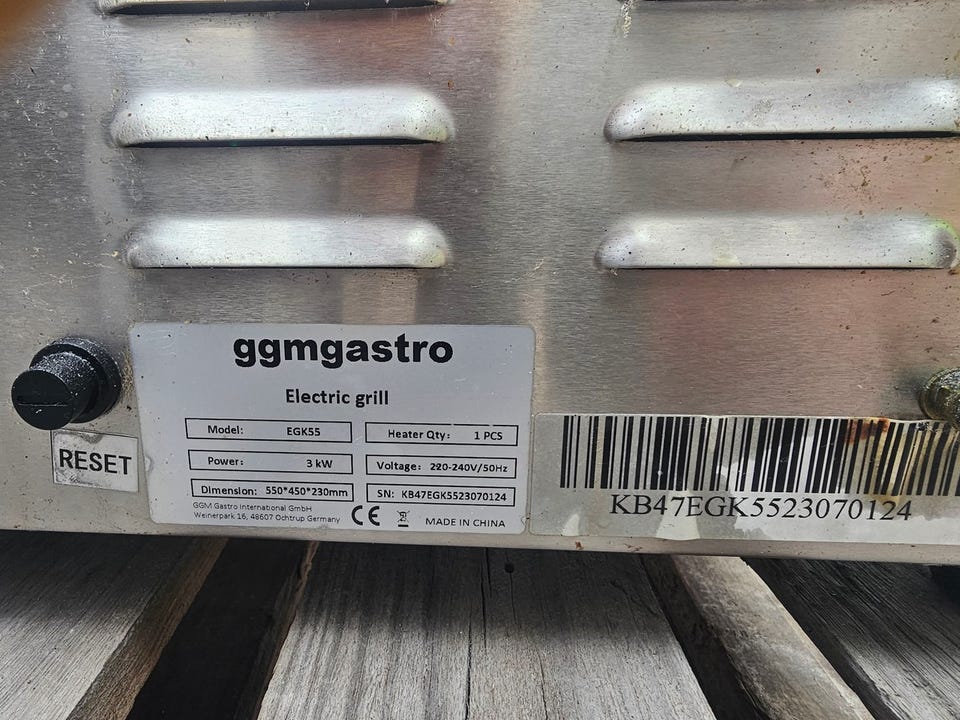 ggmgastro
Electric grill
Model: EGK55
Heater Qty: 1 PCS
Power: 3 kW
Voltage: 220-240V/50Hz
Dimension: 550*450*230mm
SN: KB47EGK5523070124
GGM Gastro International GmbH
Weinerpark 16, 48607 Ochtrup Germany
CE
MADE IN CHINA
RESET
KB47EGK5523070124